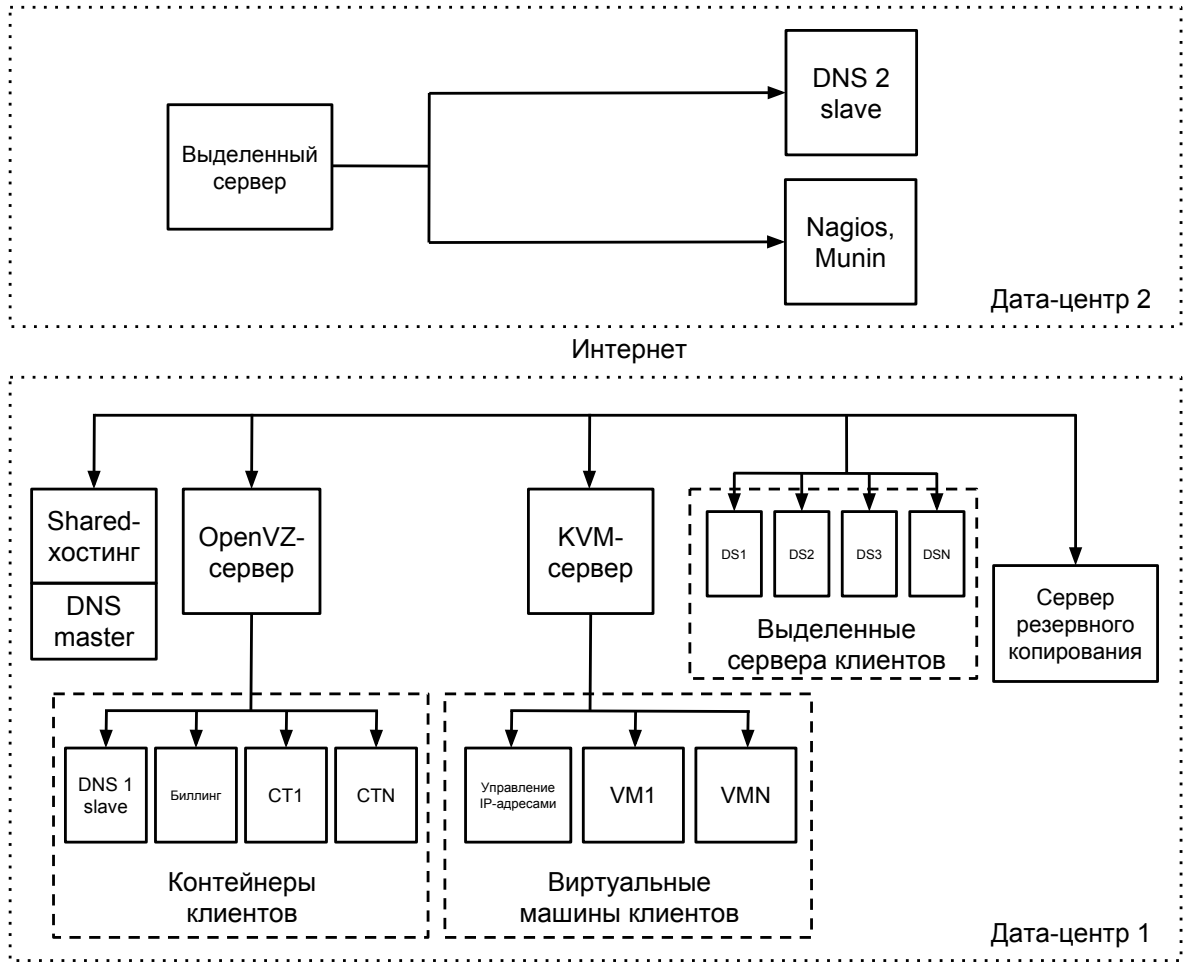 DNS 2
slave
Выделенный
сервер
Nagios,
Munin
Дата-центр 2
Интернет
Shared-
хостинг
DNS
master
OpenVZ-
сервер
KVM-
сервер
DS1
DS2
DS3
DSN
Выделенные
сервера клиентов
Сервер
резервного
копирования
DNS 1
slave
Биллинг
CT1
CTN
Контейнеры
клиентов
Управление
IP-адресами
VM1
VMN
Виртуальные
машины клиентов
Дата-центр 1